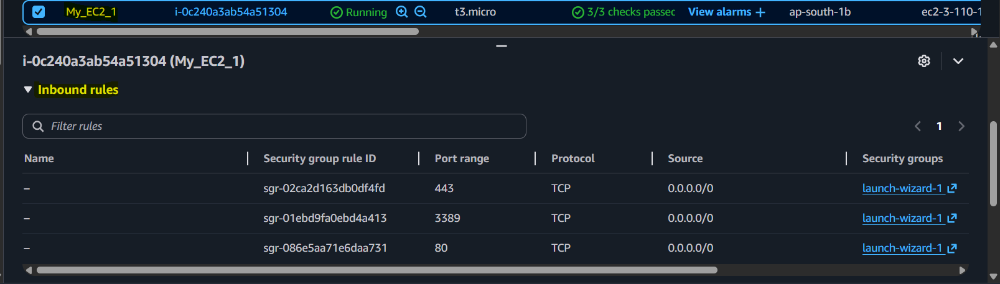 My_EC2_1 i-0c240a3ab54a51304 Running t3.micro 3/3 checks passec View alarms + ap-south-1b ec2-3-110-1
i-0c240a3ab54a51304 (My_EC2_1)
Inbound rules
Filter rules 1
Name Security group rule ID Port range Protocol Source Security groups
– sgr-02ca2d163db0df4fd 443 TCP 0.0.0.0/0 launch-wizard-1
– sgr-01ebd9fa0ebd4a413 3389 TCP 0.0.0.0/0 launch-wizard-1
– sgr-086e5aa71e6daa731 80 TCP 0.0.0.0/0 launch-wizard-1